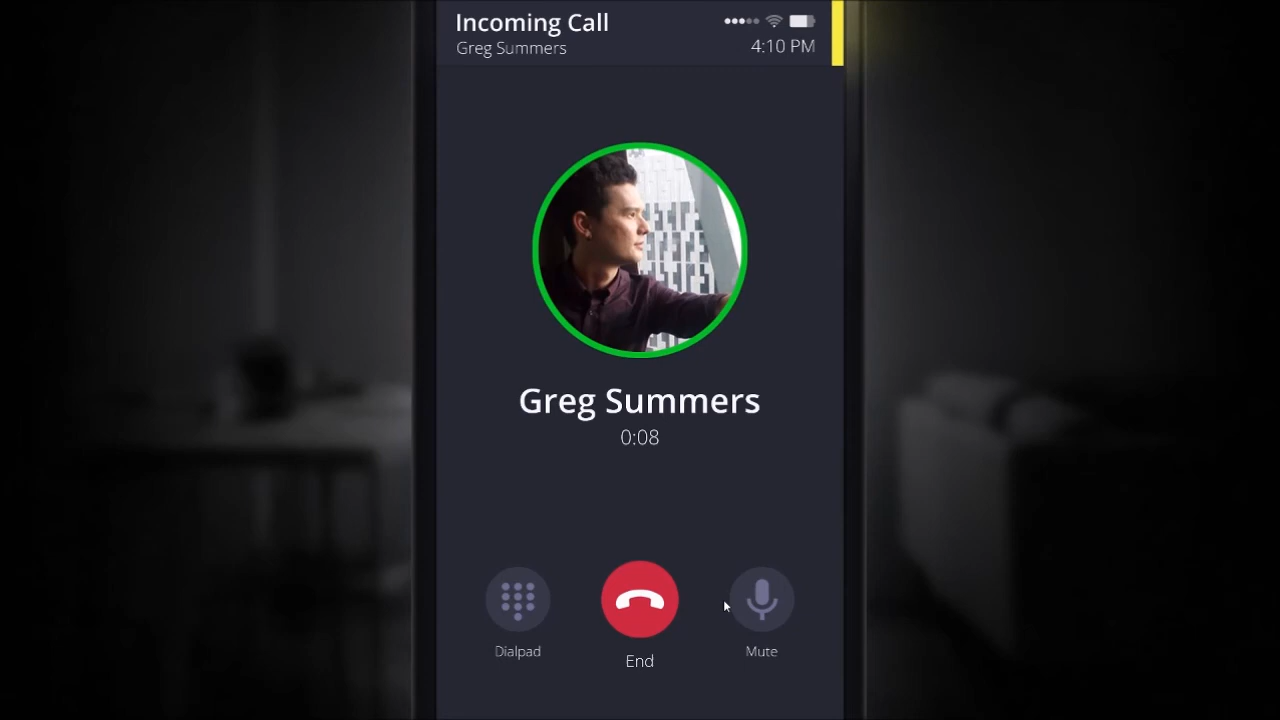 Incoming Call
Greg Summers
4:10 PM
Greg Summers
0:08
Dialpad
End
Mute